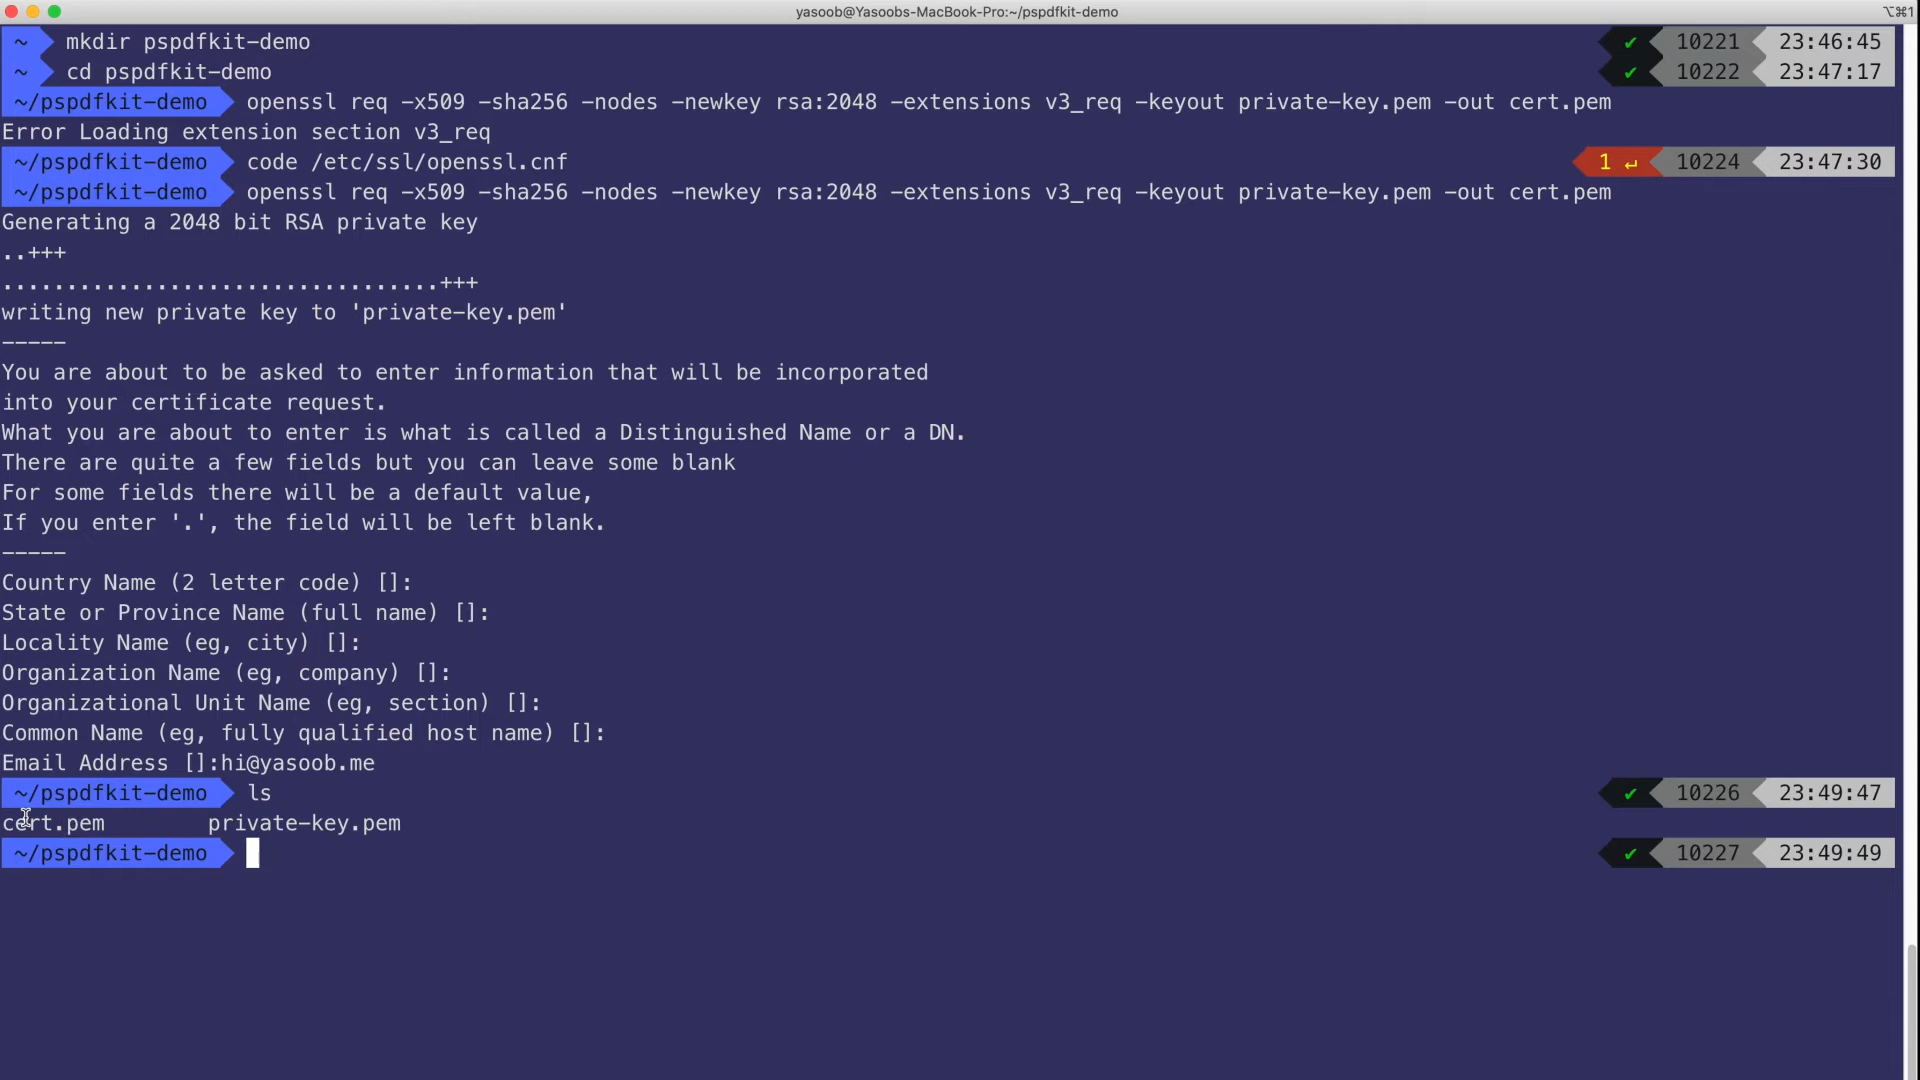 yasoob@Yasoobs-MacBook-Pro:~/pspdfkit-demo ⌥⌘1
~ mkdir pspdfkit-demo ✔ 10221 23:46:45
~ cd pspdfkit-demo ✔ 10222 23:47:17
~/pspdfkit-demo openssl req -x509 -sha256 -nodes -newkey rsa:2048 -extensions v3_req -keyout private-key.pem -out cert.pem
Error Loading extension section v3_req
~/pspdfkit-demo code /etc/ssl/openssl.cnf 1 ↵ 10224 23:47:30
~/pspdfkit-demo openssl req -x509 -sha256 -nodes -newkey rsa:2048 -extensions v3_req -keyout private-key.pem -out cert.pem
Generating a 2048 bit RSA private key
..+++
..................................+++
writing new private key to 'private-key.pem'
-----
You are about to be asked to enter information that will be incorporated
into your certificate request.
What you are about to enter is what is called a Distinguished Name or a DN.
There are quite a few fields but you can leave some blank
For some fields there will be a default value,
If you enter '.', the field will be left blank.
-----
Country Name (2 letter code) []:
State or Province Name (full name) []:
Locality Name (eg, city) []:
Organization Name (eg, company) []:
Organizational Unit Name (eg, section) []:
Common Name (eg, fully qualified host name) []:
Email Address []:hi@yasoob.me
~/pspdfkit-demo ls ✔ 10226 23:49:47
cert.pem private-key.pem
~/pspdfkit-demo ✔ 10227 23:49:49